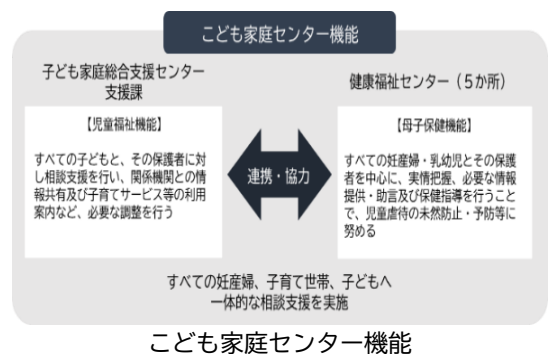 こども家庭センター機能
子ども家庭総合支援センター
支援課
【児童福祉機能】
すべての子どもと、その保護者に対
し相談支援を行い、関係機関との情
報共有及び子育てサービス等の利用
案内など、必要な調整を行う
連携・協力
健康福祉センター（５か所）
【母子保健機能】
すべての妊産婦・乳幼児とその保護
者を中心に、実情把握、必要な情報
提供・助言及び保健指導を行うこと
で、児童虐待の未然防止・予防等に
努める
すべての妊産婦、子育て世帯、子どもへ
一体的な相談支援を実施
こども家庭センター機能